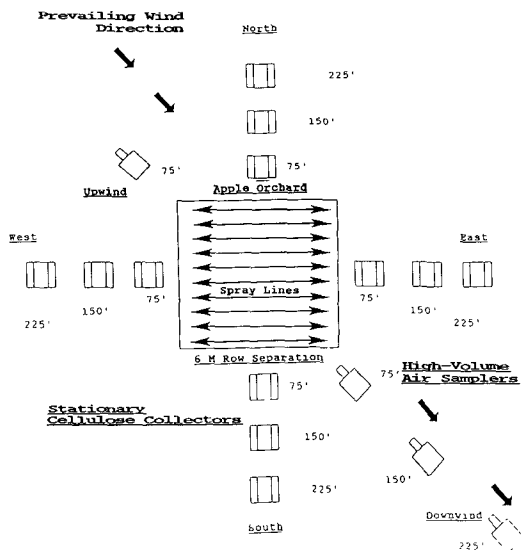 Prevailing Wind
Direction
North
225'
150'
75'
75'
Upwind
Apple Orchard
West
East
Spray Lines
75'
150'
225'
75'
150'
225'
6 M Row Separation
75'
75'
High-Volume
Air Samplers
Stationary
Cellulose Collectors
150'
150'
225'
Downwind
South
225'